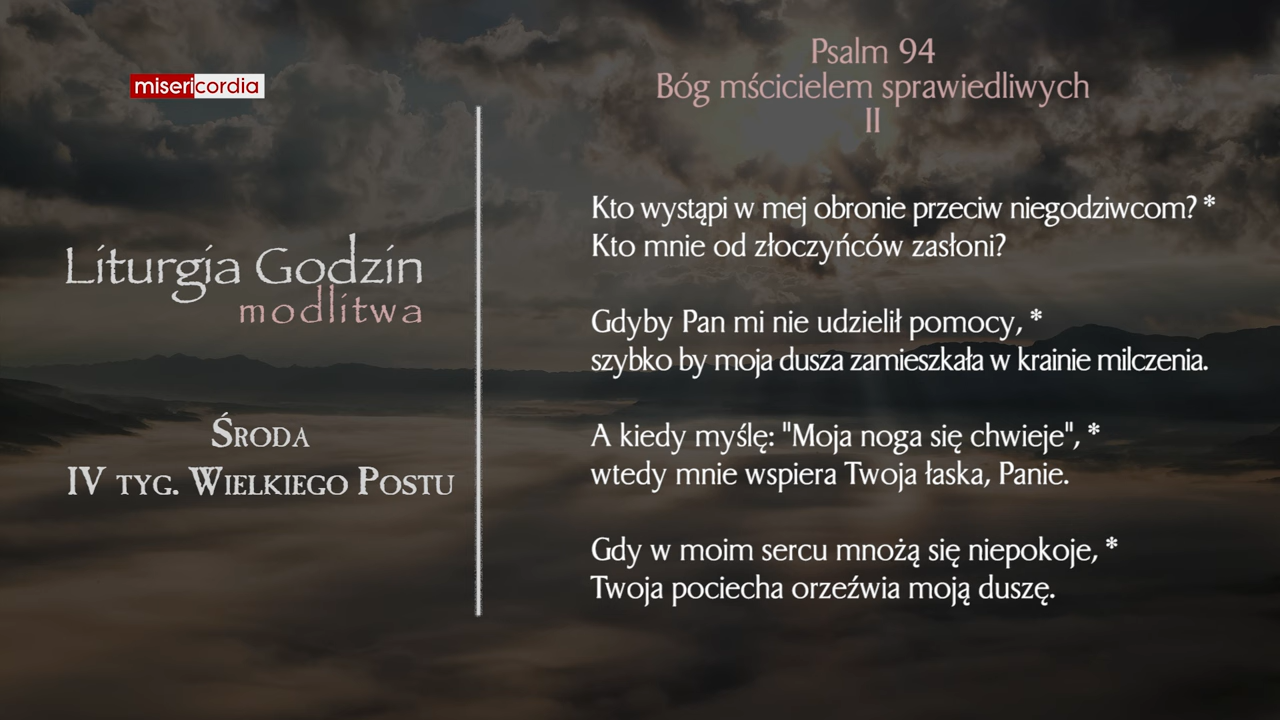 misericordia
Liturgia Godzin
modlitwa
Środa
IV tyg. Wielkiego Postu
Psalm 94
Bóg mścicielem sprawiedliwych
II
Kto wystąpi w mej obronie przeciw niegodziwcom? *
Kto mnie od złoczyńców zasłoni?
Gdyby Pan mi nie udzielił pomocy, *
szybko by moja dusza zamieszkała w krainie milczenia.
A kiedy myślę: "Moja noga się chwieje", *
wtedy mnie wspiera Twoja łaska, Panie.
Gdy w moim sercu mnożą się niepokoje, *
Twoja pociecha orzeźwia moją duszę.